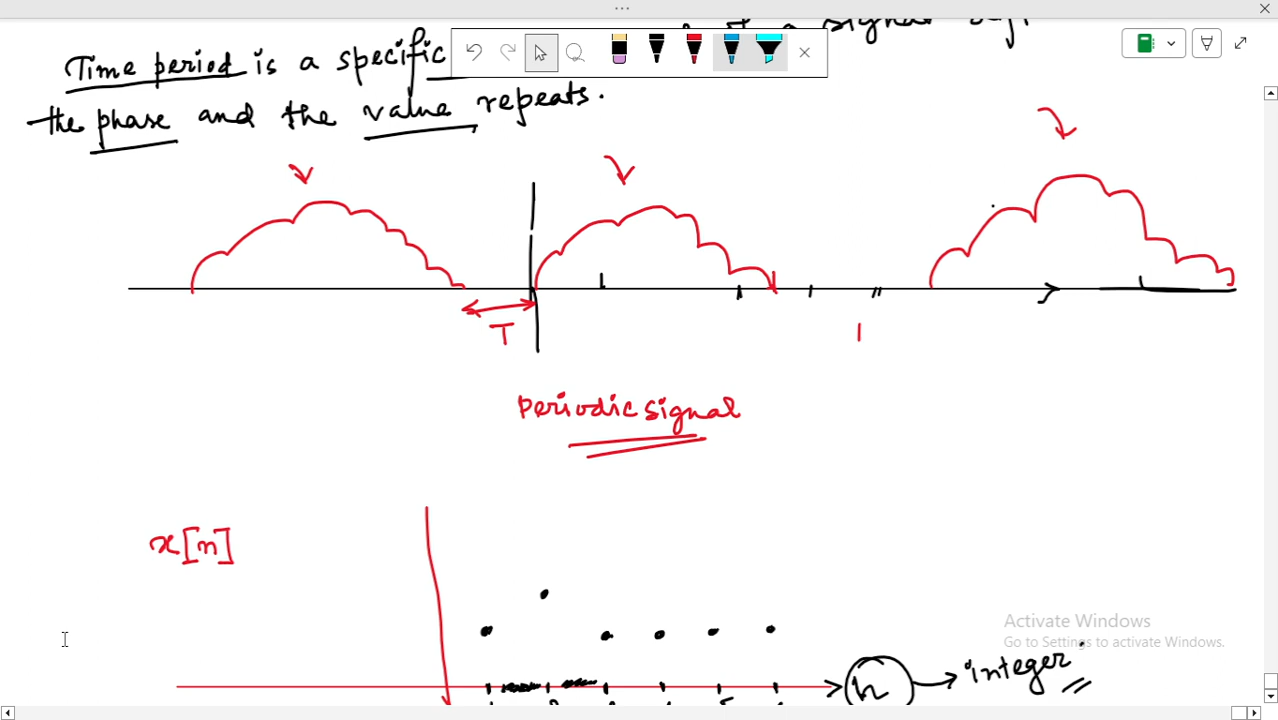 a signal
Time period is a specific
the phase and the value repeats.
T
Periodic signal
x[n]
Activate Windows
Go to Settings to activate Windows.
n integer